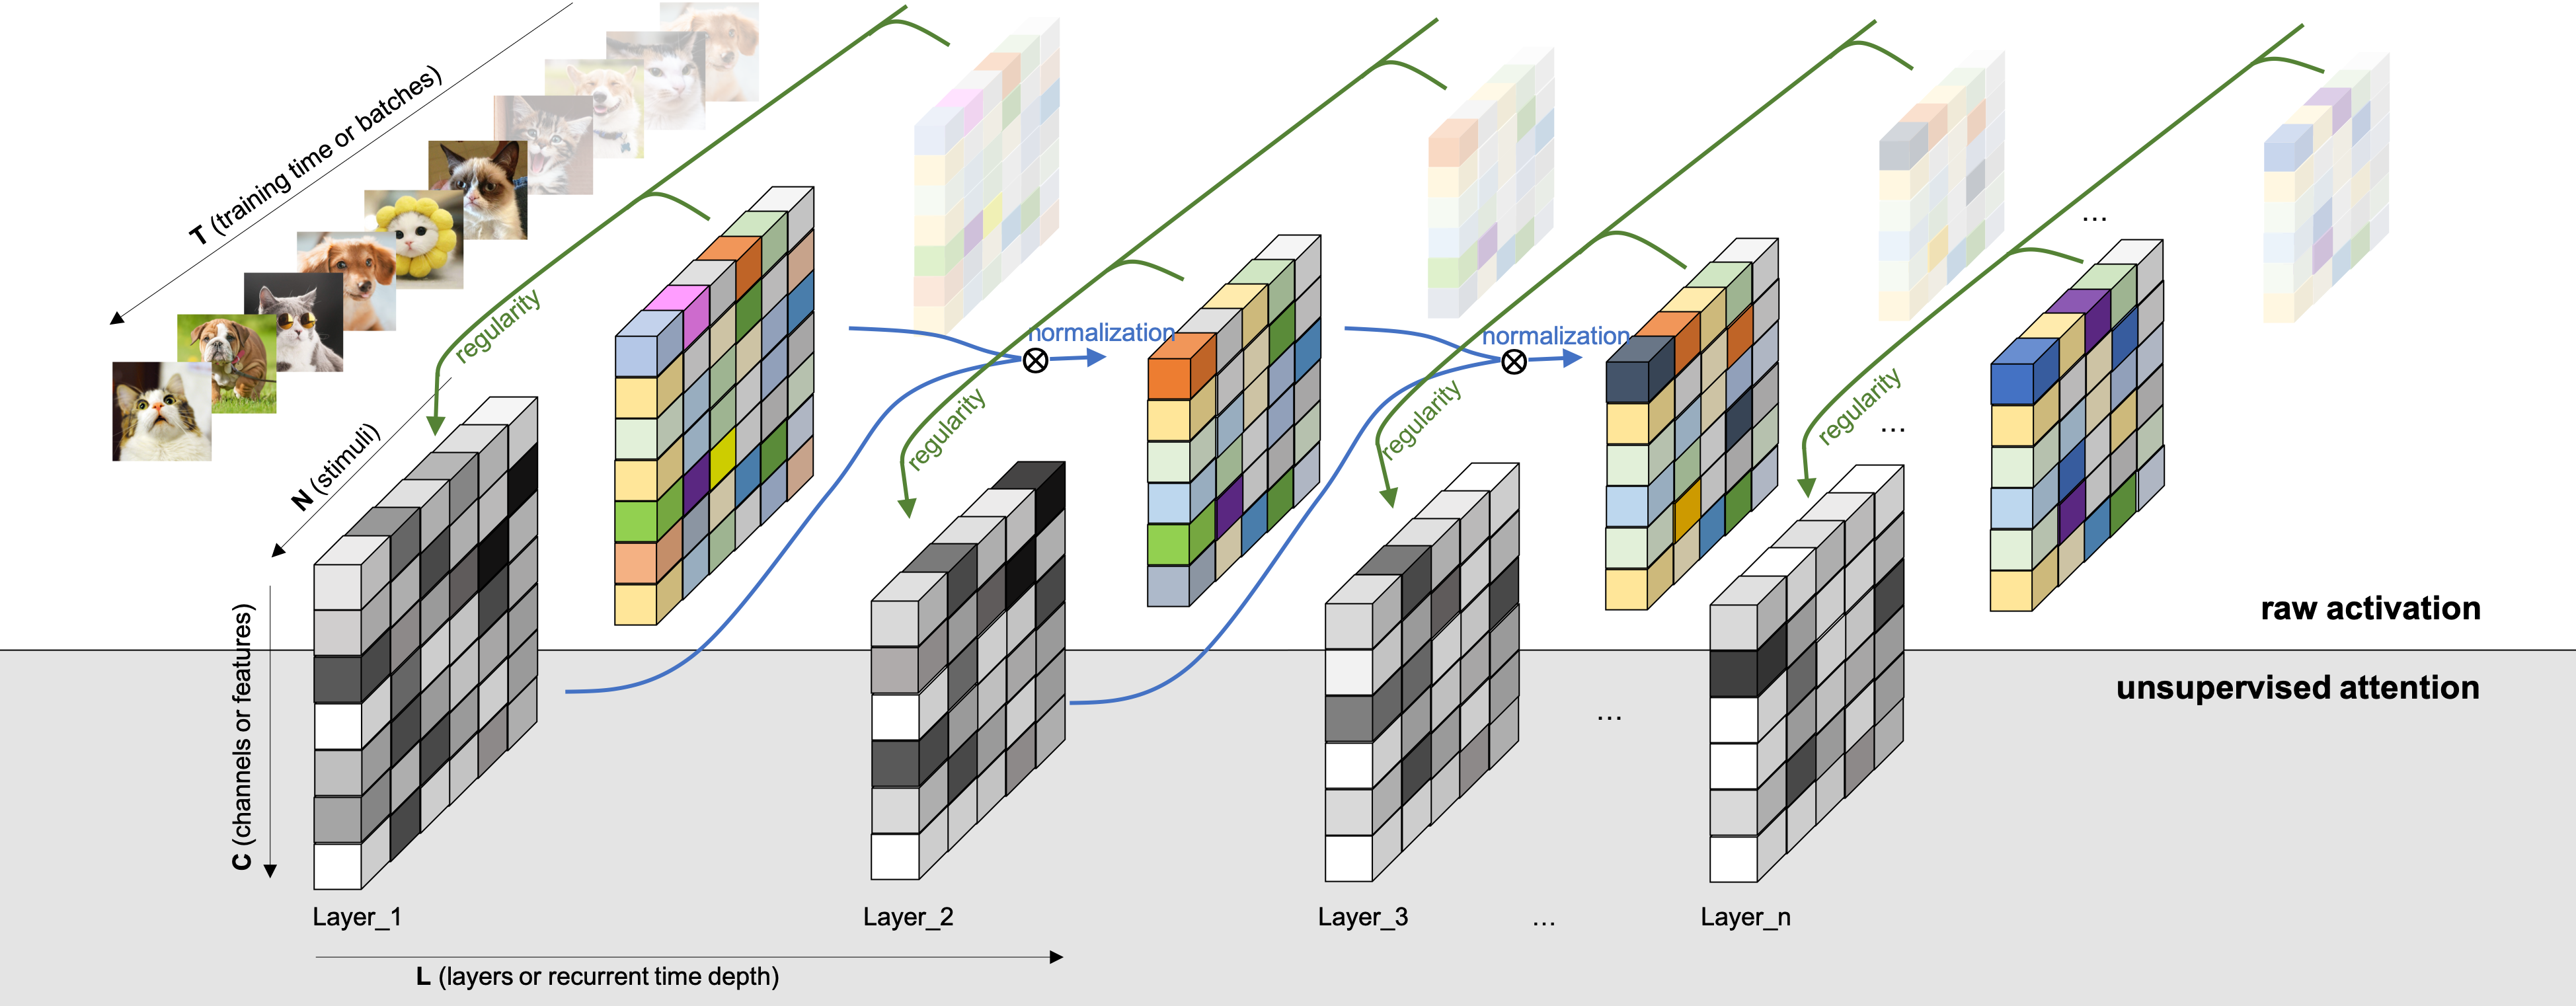 T (training time or batches)
N (stimuli)
C (channels or features)
regularity
normalization
regularity
normalization
regularity
regularity
...
...
raw activation
unsupervised attention
...
Layer_1
Layer_2
Layer_3
...
Layer_n
L (layers or recurrent time depth)